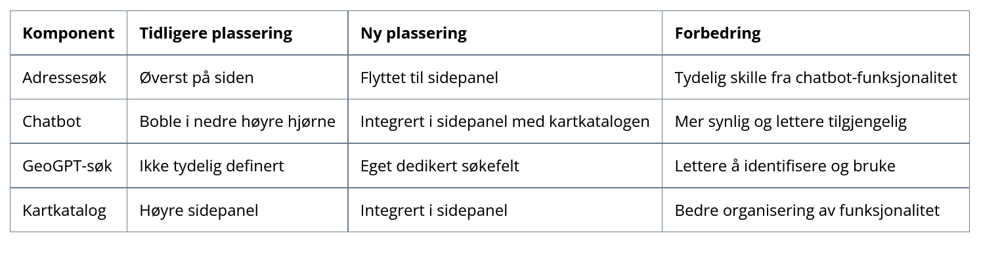 Komponent Tidligere plassering Ny plassering Forbedring
Adressesøk Øverst på siden Flyttet til sidepanel Tydelig skille fra chatbot-funksjonalitet
Chatbot Boble i nedre høyre hjørne Integrert i sidepanel med kartkatalogen Mer synlig og lettere tilgjengelig
GeoGPT-søk Ikke tydelig definert Eget dedikert søkefelt Lettere å identifisere og bruke
Kartkatalog Høyre sidepanel Integrert i sidepanel Bedre organisering av funksjonalitet